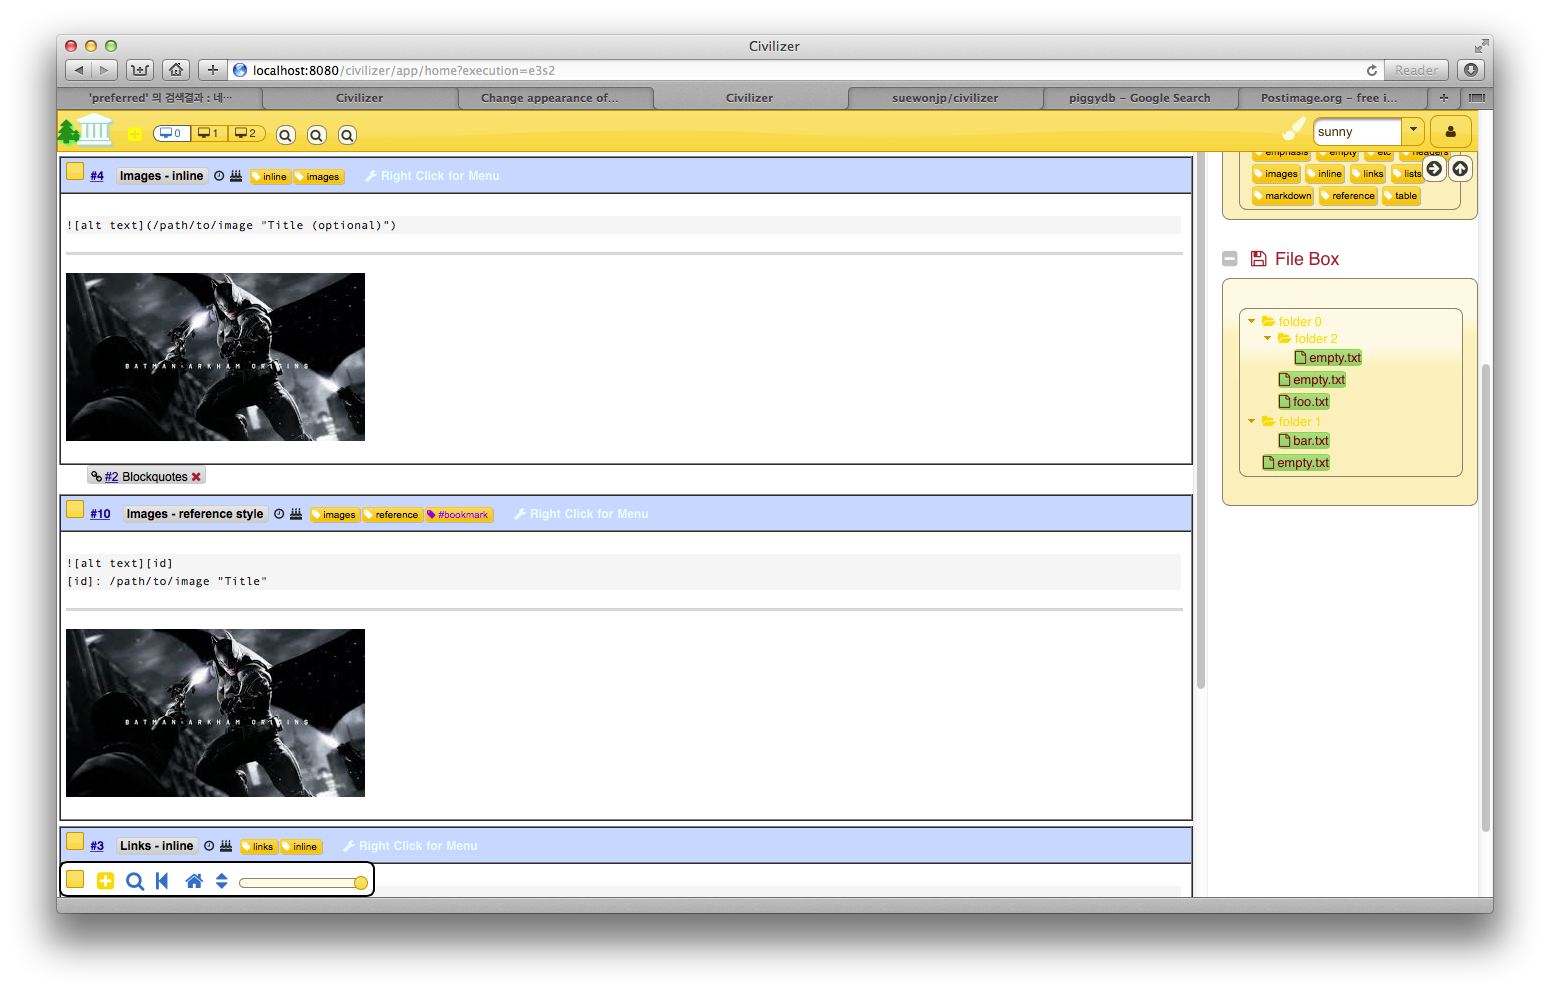 Civilizer
localhost:8080/civilizer/app/home?execution=e3s2
Reader
'preferred' 의 검색결과 : 네…
Civilizer
Change appearance of...
Civilizer
suewonjp/civilizer
piggydb – Google Search
Postimage.org – free i...
0
1
2
sunny
#4 Images - inline inline images Right Click for Menu
![alt text](/path/to/image "Title (optional)")
BATMAN ARKHAM ORIGINS
#2 Blockquotes
#10 Images - reference style images reference #bookmark Right Click for Menu
![alt text][id]
[id]: /path/to/image "Title"
BATMAN ARKHAM ORIGINS
#3 Links - inline links inline Right Click for Menu
emphasis empty etc headers
images inline links lists
markdown reference table
File Box
folder 0
folder 2
empty.txt
empty.txt
foo.txt
folder 1
bar.txt
empty.txt